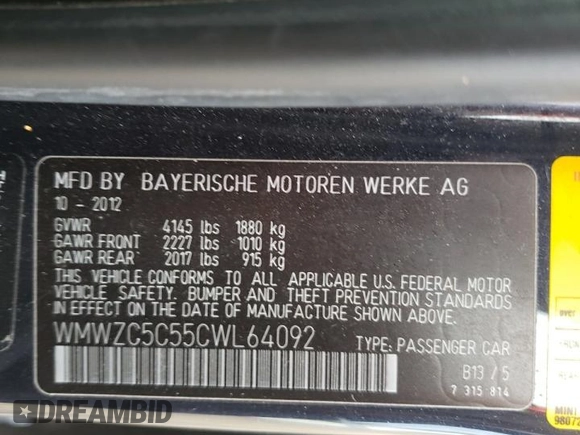 MFD BY BAYERISCHE MOTOREN WERKE AG
10 - 2012
GVWR 4145 lbs 1880 kg
GAWR FRONT 2227 lbs 1010 kg
GAWR REAR 2017 lbs 915 kg
THIS VEHICLE CONFORMS TO ALL APPLICABLE U.S. FEDERAL MOTOR
VEHICLE SAFETY, BUMPER AND THEFT PREVENTION STANDARDS
IN EFFECT ON THE DATE OF MANUFACTURE SHOWN ABOVE.
WMWZC5C55CWL64092 TYPE: PASSENGER CAR
B13 / 5
7 315 814
over
MINI
9807
DREAMBID